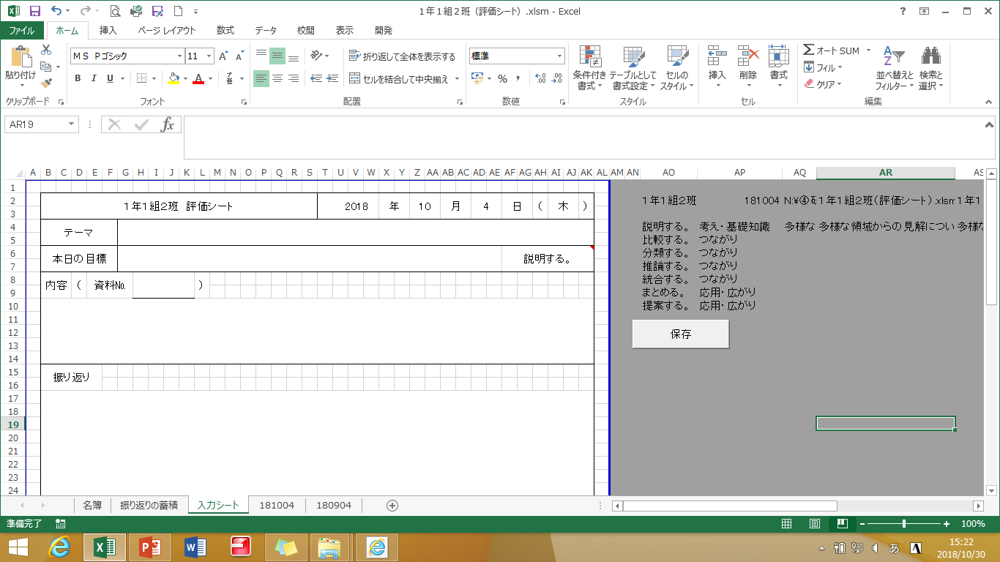 １年１組２班（評価シート）.xlsm - Excel
ファイル ホーム 挿入 ページ レイアウト 数式 データ 校閲 表示 開発
貼り付け
クリップボード
ＭＳ Ｐゴシック 11
B I U
フォント
折り返して全体を表示する
セルを結合して中央揃え
配置
標準
数値
条件付き書式
テーブルとして書式設定
セルのスタイル
スタイル
挿入 削除 書式
セル
オート SUM
フィル
クリア
並べ替えとフィルター
検索と選択
編集
AR19
A B C D E F G H I J K L M N O P Q R S T U V W X Y Z AA AB AC AD AE AF AG AH AI AJ AK AL AM AN AO AP AQ AR AS
1
2
3
4
5
6
7
8
9
10
11
12
13
14
15
16
17
18
19
20
21
22
23
24
１年１組２班 評価シート 2018 年 10 月 4 日 ( 木 )
テーマ
本日の目標 説明する。
内容 ( 資料№ )
振り返り
１年１組２班 181004 N:¥④ １年１組２班（評価シート）.xlsm １年１
説明する。 考え・基礎知識 多様な 多様な領域からの見解につい 多様な
比較する。 つながり
分類する。 つながり
推論する。 つながり
統合する。 つながり
まとめる。 応用・広がり
提案する。 応用・広がり
保存
名簿 振り返りの蓄積 入力シート 181004 180904
準備完了 100%
あ A 15:22
2018/10/30